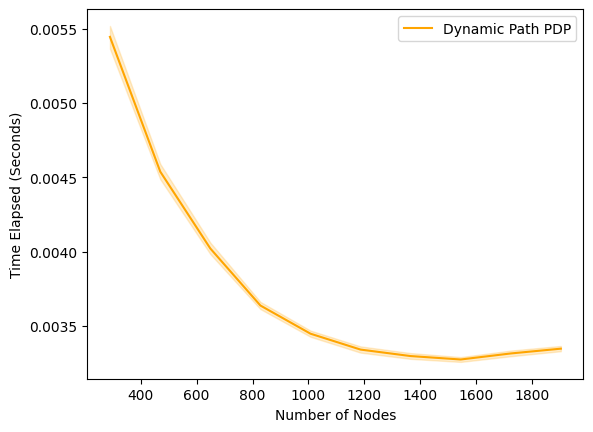 Dynamic Path PDP
0.0055
0.0050
0.0045
0.0040
0.0035
Time Elapsed (Seconds)
400 600 800 1000 1200 1400 1600 1800
Number of Nodes